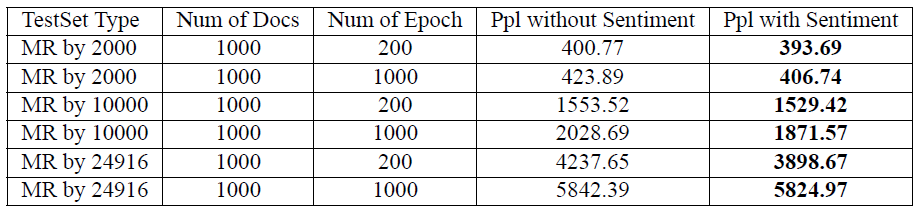 TestSet Type Num of Docs Num of Epoch Ppl without Sentiment Ppl with Sentiment
MR by 2000 1000 200 400.77 393.69
MR by 2000 1000 1000 423.89 406.74
MR by 10000 1000 200 1553.52 1529.42
MR by 10000 1000 1000 2028.69 1871.57
MR by 24916 1000 200 4237.65 3898.67
MR by 24916 1000 1000 5842.39 5824.97